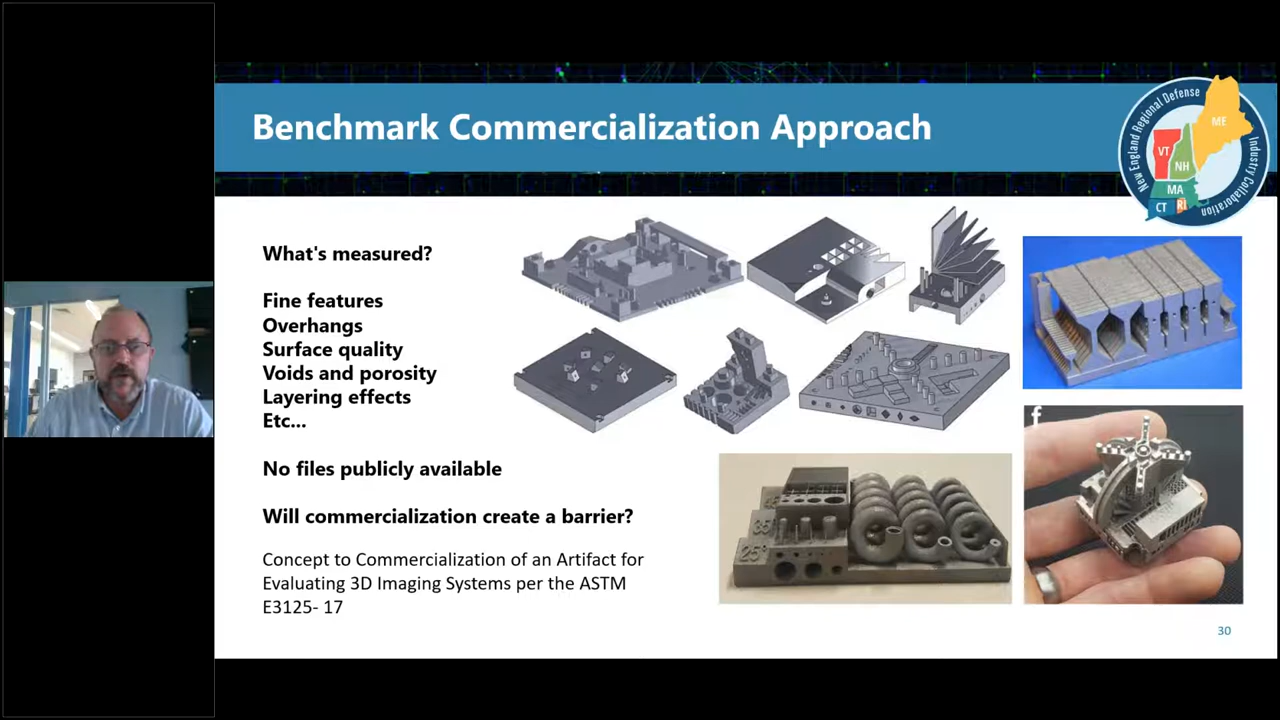 Benchmark Commercialization Approach
New England Regional Defense
Industry Collaboration
ME
VT
NH
MA
CT
RI
What's measured?
Fine features
Overhangs
Surface quality
Voids and porosity
Layering effects
Etc...
No files publicly available
Will commercialization create a barrier?
Concept to Commercialization of an Artifact for
Evaluating 3D Imaging Systems per the ASTM
E3125- 17
f
35°
25°
30